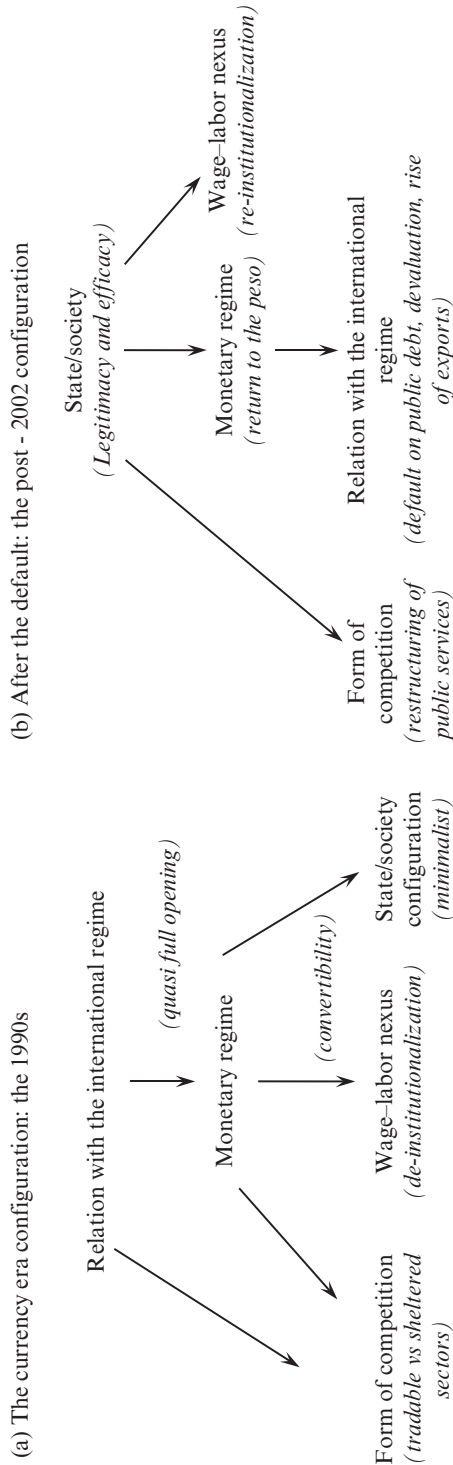 (a) The currency era configuration: the 1990s
Relation with the international regime
(quasi full opening)
Monetary regime
(convertibility)
Form of competition
(tradable vs sheltered
sectors)
Wage–labor nexus
(de-institutionalization)
State/society
configuration
(minimalist)
(b) After the default: the post - 2002 configuration
State/society
(Legitimacy and efficacy)
Monetary regime
(return to the peso)
Wage–labor nexus
(re-institutionalization)
Form of
competition
(restructuring of
public services)
Relation with the international
regime
(default on public debt, devaluation, rise
of exports)